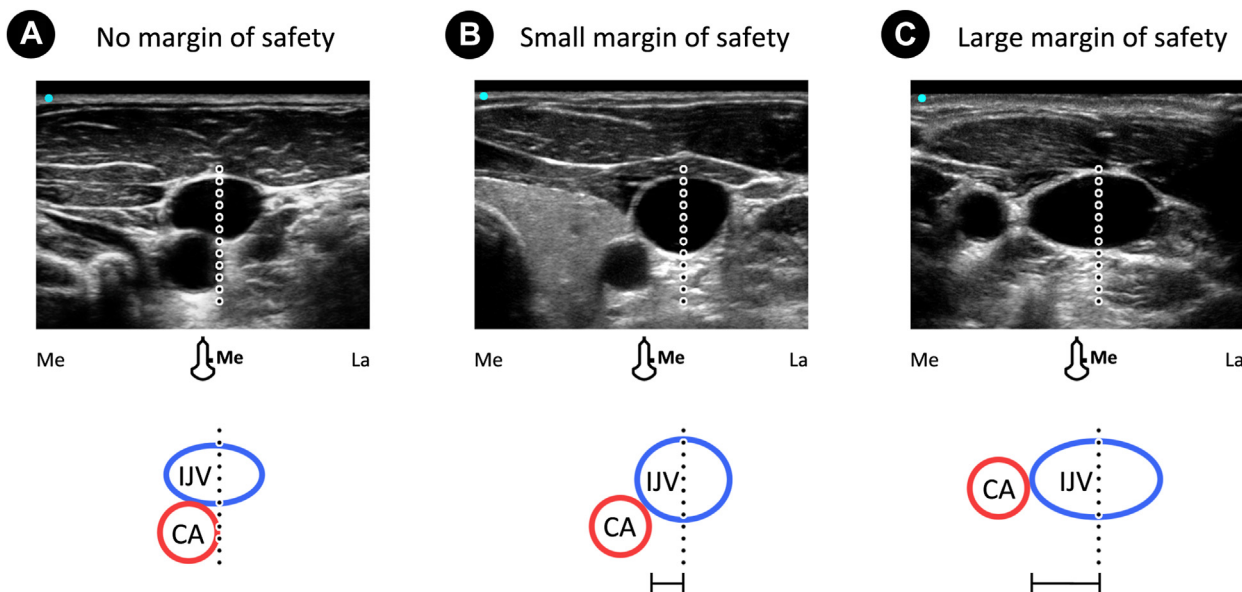 A No margin of safety
B Small margin of safety
C Large margin of safety
Me Me La
Me Me La
Me Me La
IJV
CA
IJV
CA
CA IJV